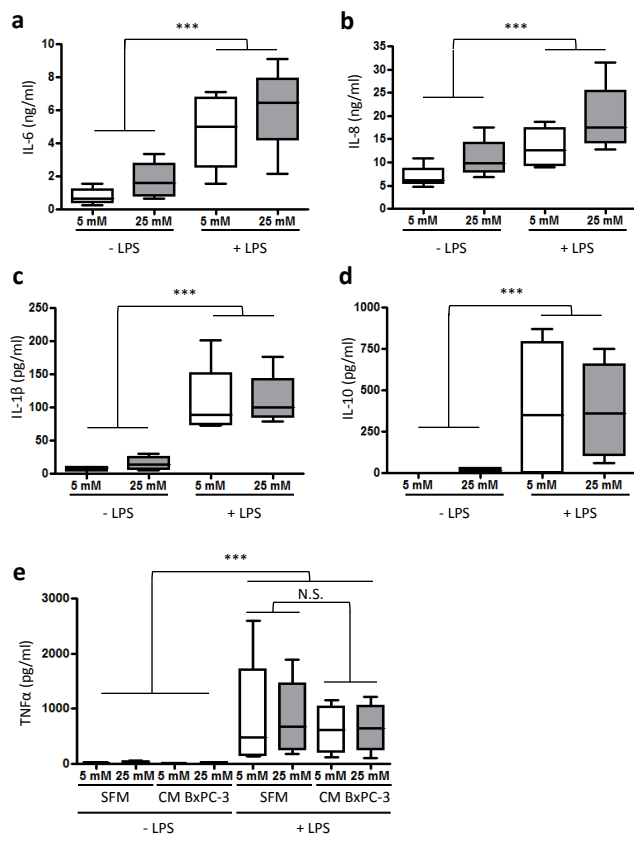 a
***
IL-6 (ng/ml)
10
8
6
4
2
0
5 mM 25 mM 5 mM 25 mM
- LPS + LPS
b
***
IL-8 (ng/ml)
35
30
25
20
15
10
5
0
5 mM 25 mM 5 mM 25 mM
- LPS + LPS
c
***
IL-1β (pg/ml)
250
200
150
100
50
0
5 mM 25 mM 5 mM 25 mM
- LPS + LPS
d
***
IL-10 (pg/ml)
1000
750
500
250
0
5 mM 25 mM 5 mM 25 mM
- LPS + LPS
e
***
N.S.
TNFα (pg/ml)
3000
2000
1000
0
5 mM 25 mM 5 mM 25 mM 5 mM 25 mM 5 mM 25 mM
SFM CM BxPC-3 SFM CM BxPC-3
- LPS + LPS